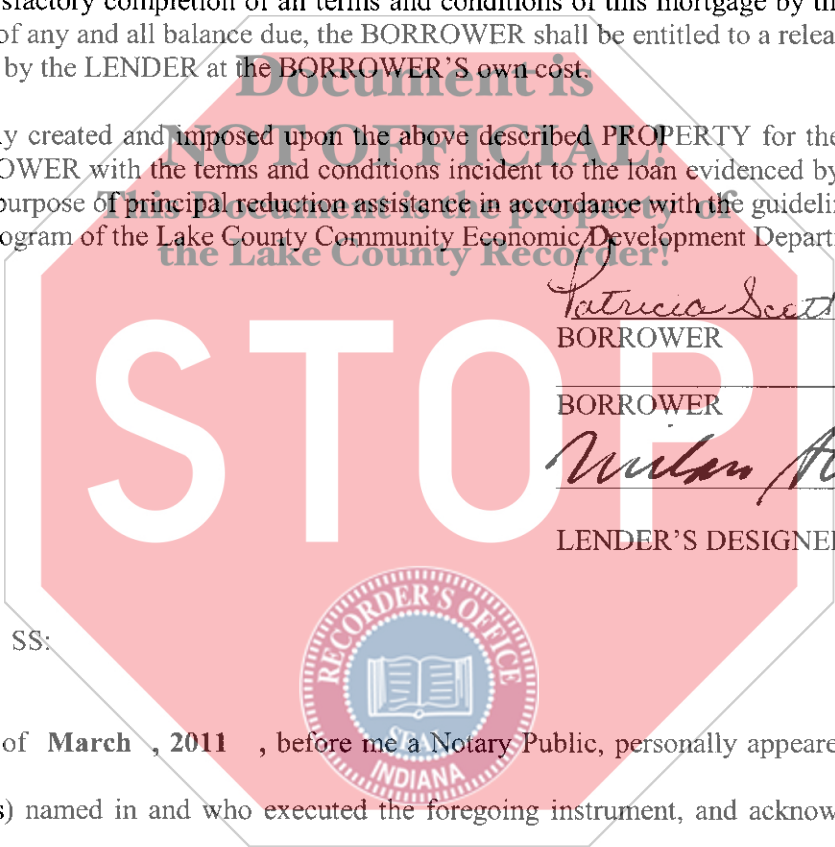 sfactory completion of all terms and conditions of this mortgage by th
of any and all balance due, the BORROWER shall be entitled to a relea
by the LENDER at the BORROWER'S own cost.
Document is
y created and imposed upon the above described PROPERTY for the
NOT OFFICIAL!
OWER with the terms and conditions incident to the loan evidenced by
purpose of principal reduction assistance in accordance with the guideli
This Document is the property of
ogram of the Lake County Community Economic Development Depart
the Lake County Recorder!
Patricia Scott
BORROWER
STOP
BORROWER
Milan
LENDER'S DESIGNE
RECORDER'S OFFICE
SS:
SEAL
of March , 2011 , before me a Notary Public, personally appeare
INDIANA
s) named in and who executed the foregoing instrument, and acknow